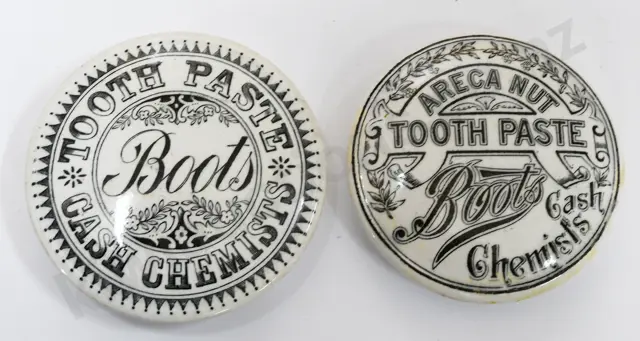 TOOTH PASTE
Boots
CASH CHEMISTS
ARECA NUT
TOOTH PASTE
Boots
Cash
Chemists